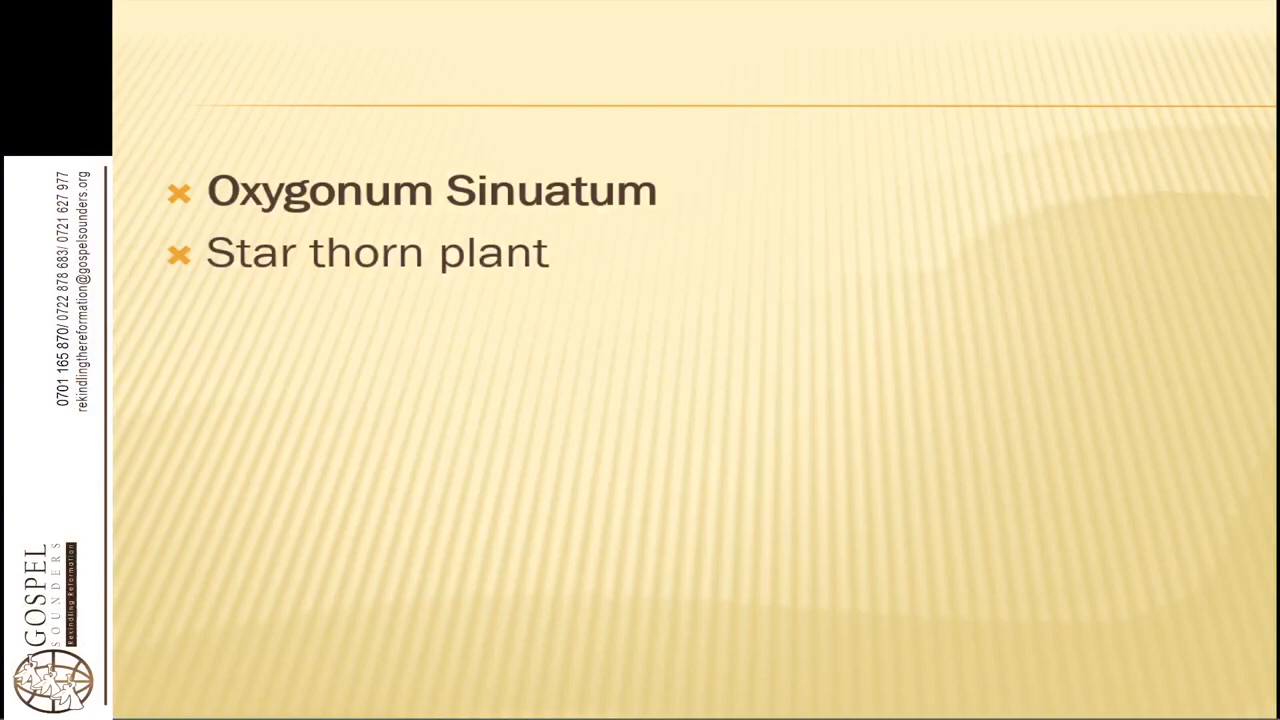 Oxygonum Sinuatum
Star thorn plant
0701 165 870/ 0722 878 683/ 0721 627 977
rekindlingthereformation@gospelsounders.org
GOSPEL
SOUNDERS
Rekindling Reformation